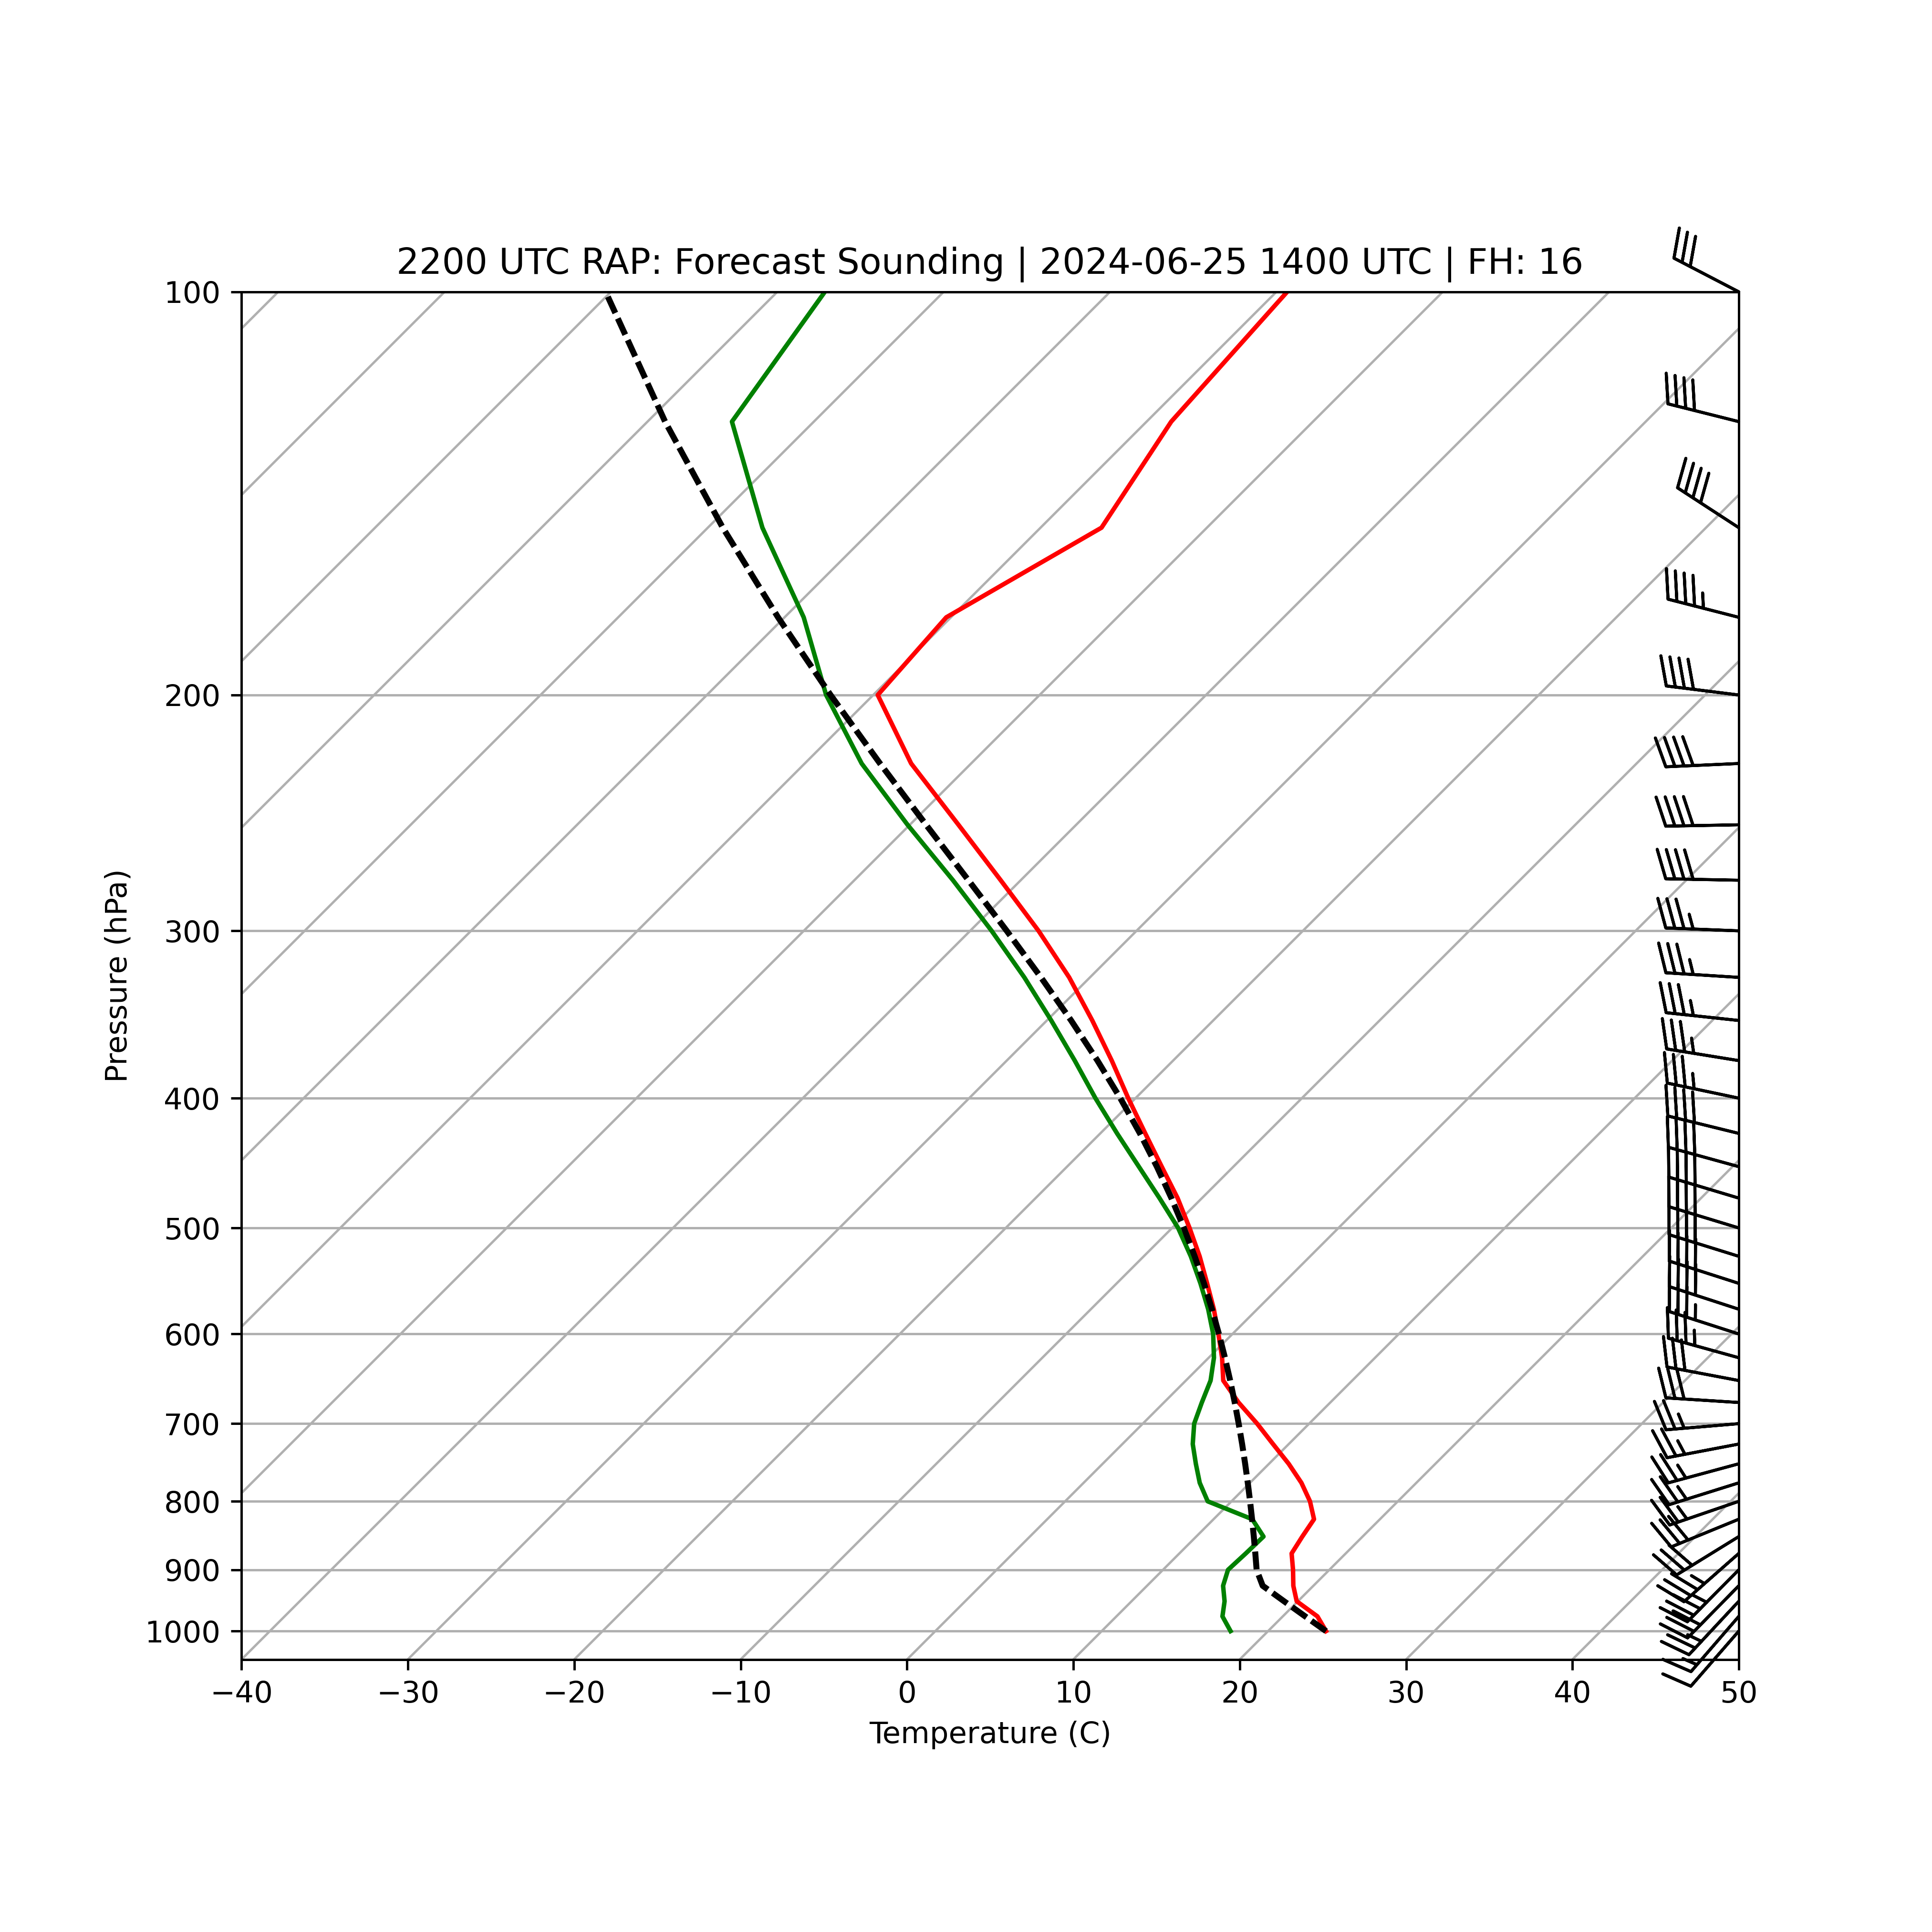 2200 UTC RAP: Forecast Sounding | 2024-06-25 1400 UTC | FH: 16
100
200
300
400
500
600
700
800
900
1000
Pressure (hPa)
−40 −30 −20 −10 0 10 20 30 40 50
Temperature (C)